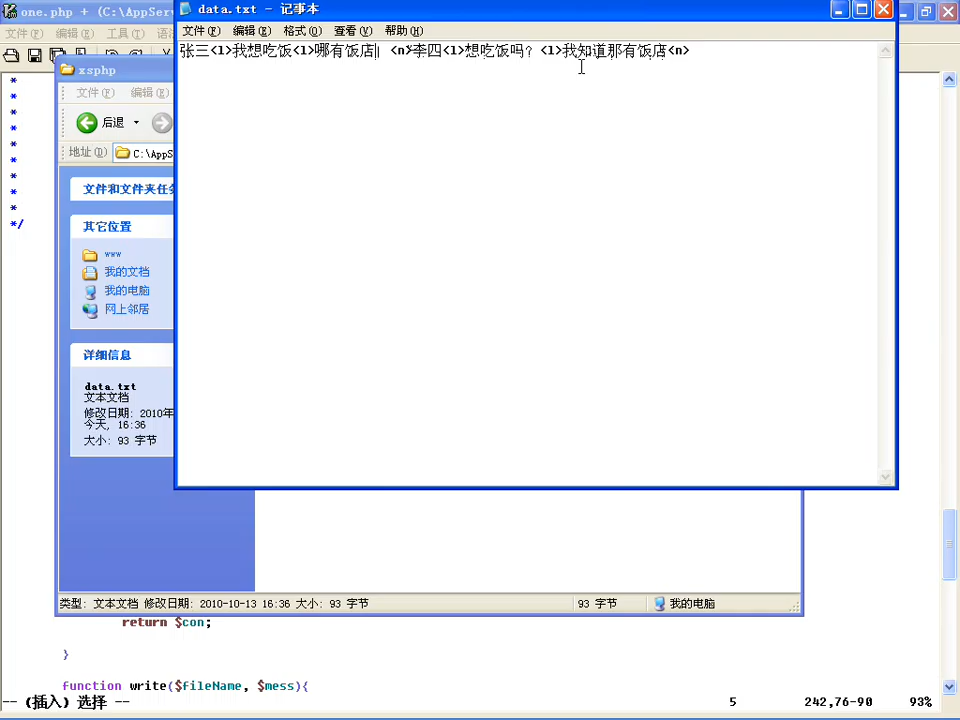 one.php + (C:\AppSer
data.txt - 记事本
文件(F) 编辑(E) 工具(T) 语
文件(F) 编辑(E) 格式(O) 查看(V) 帮助(H)
张三<l>我想吃饭<l>哪有饭店 <n>李四<l>想吃饭吗？<l>我知道那有饭店<n>
xsphp
文件(F) 编辑(E)
后退
地址(D) C:\AppS
文件和文件夹任务
其它位置
www
我的文档
我的电脑
网上邻居
详细信息
data.txt
文本文档
修改日期: 2010年
今天, 16:36
大小: 93 字节
*
*
*
*
*
*
*
*
*
*/
类型: 文本文档 修改日期: 2010-10-13 16:36 大小: 93 字节 93 字节 我的电脑
return $con;
}
function write($fileName, $mess){
-- (插入) 选择 -- 5 242,76-90 93%